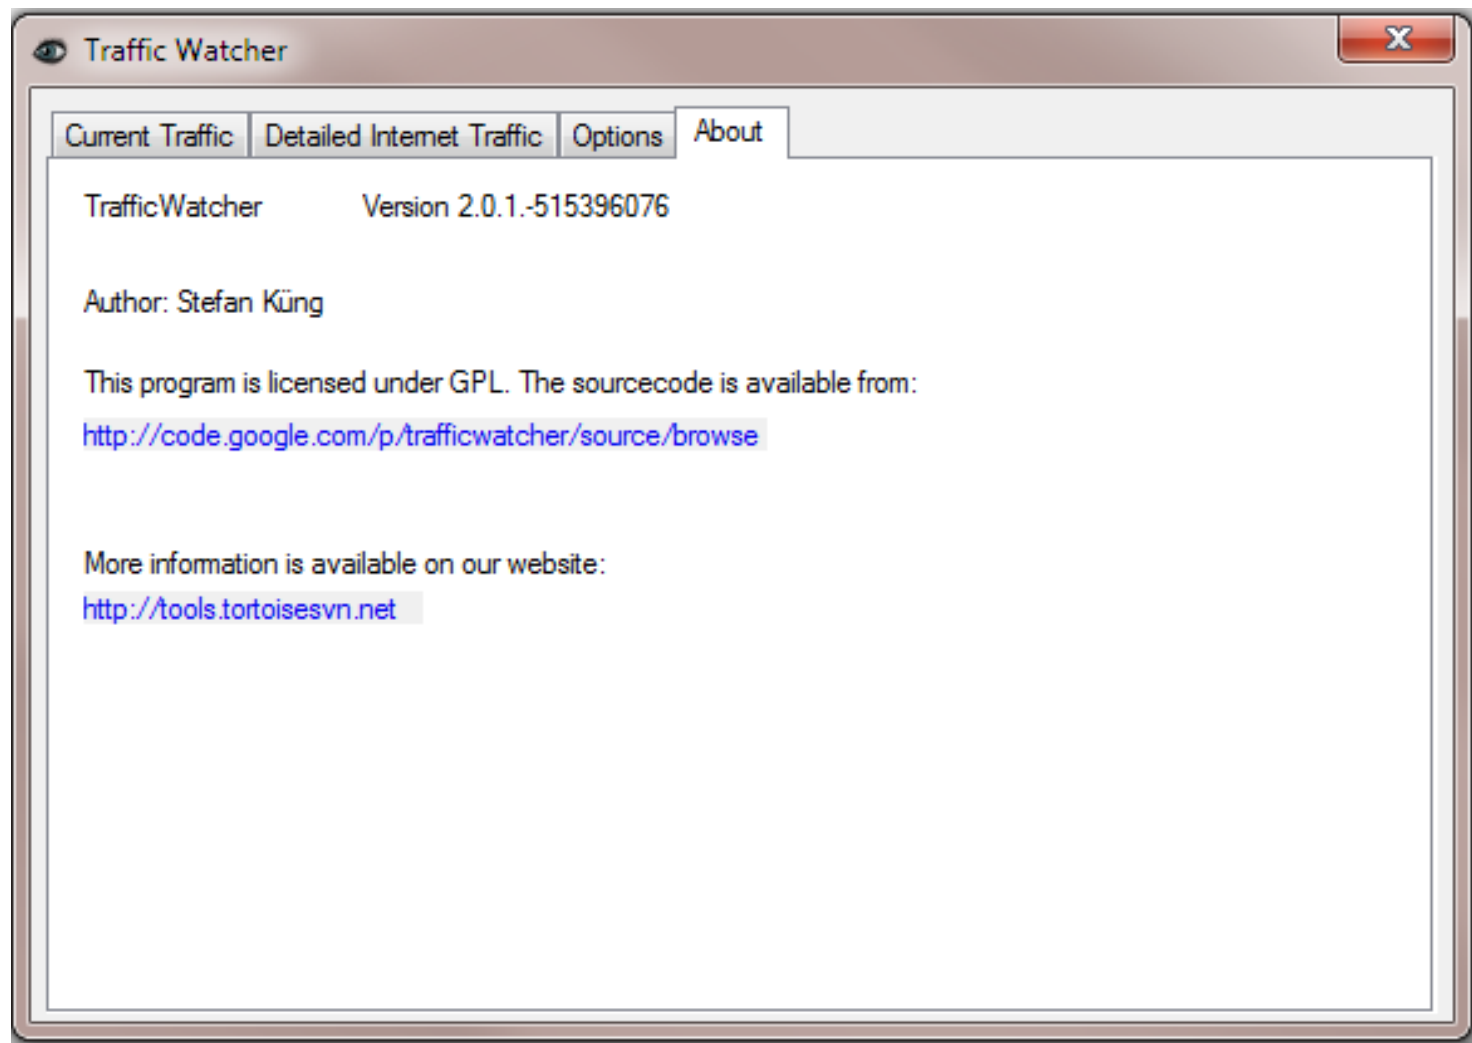 Traffic Watcher
Current Traffic Detailed Internet Traffic Options About
TrafficWatcher Version 2.0.1.-515396076
Author: Stefan Küng
This program is licensed under GPL. The sourcecode is available from:
http://code.google.com/p/trafficwatcher/source/browse
More information is available on our website:
http://tools.tortoisesvn.net